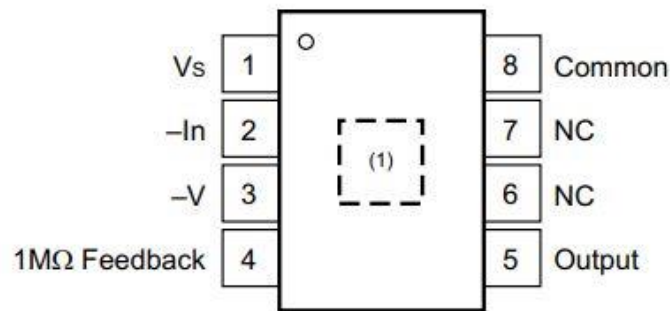 Vs 1 8 Common
–In 2 7 NC
(1)
–V 3 6 NC
1MΩ Feedback 4 5 Output